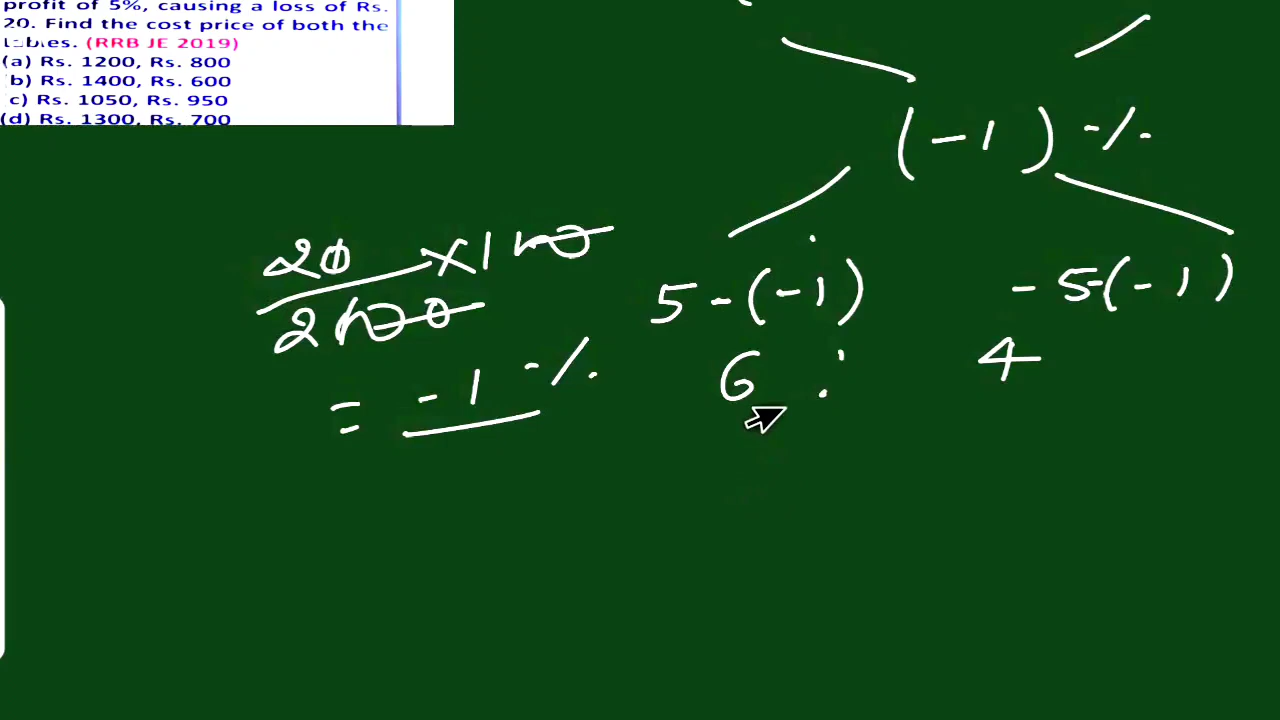 profit of 5%, causing a loss of Rs.
20. Find the cost price of both the
tables. (RRB JE 2019)
(a) Rs. 1200, Rs. 800
b) Rs. 1400, Rs. 600
c) Rs. 1050, Rs. 950
(d) Rs. 1300, Rs. 700
(-1) %
20 × 100
2000
= -1 %
5-(-1)
-5-(-1)
6 : 4